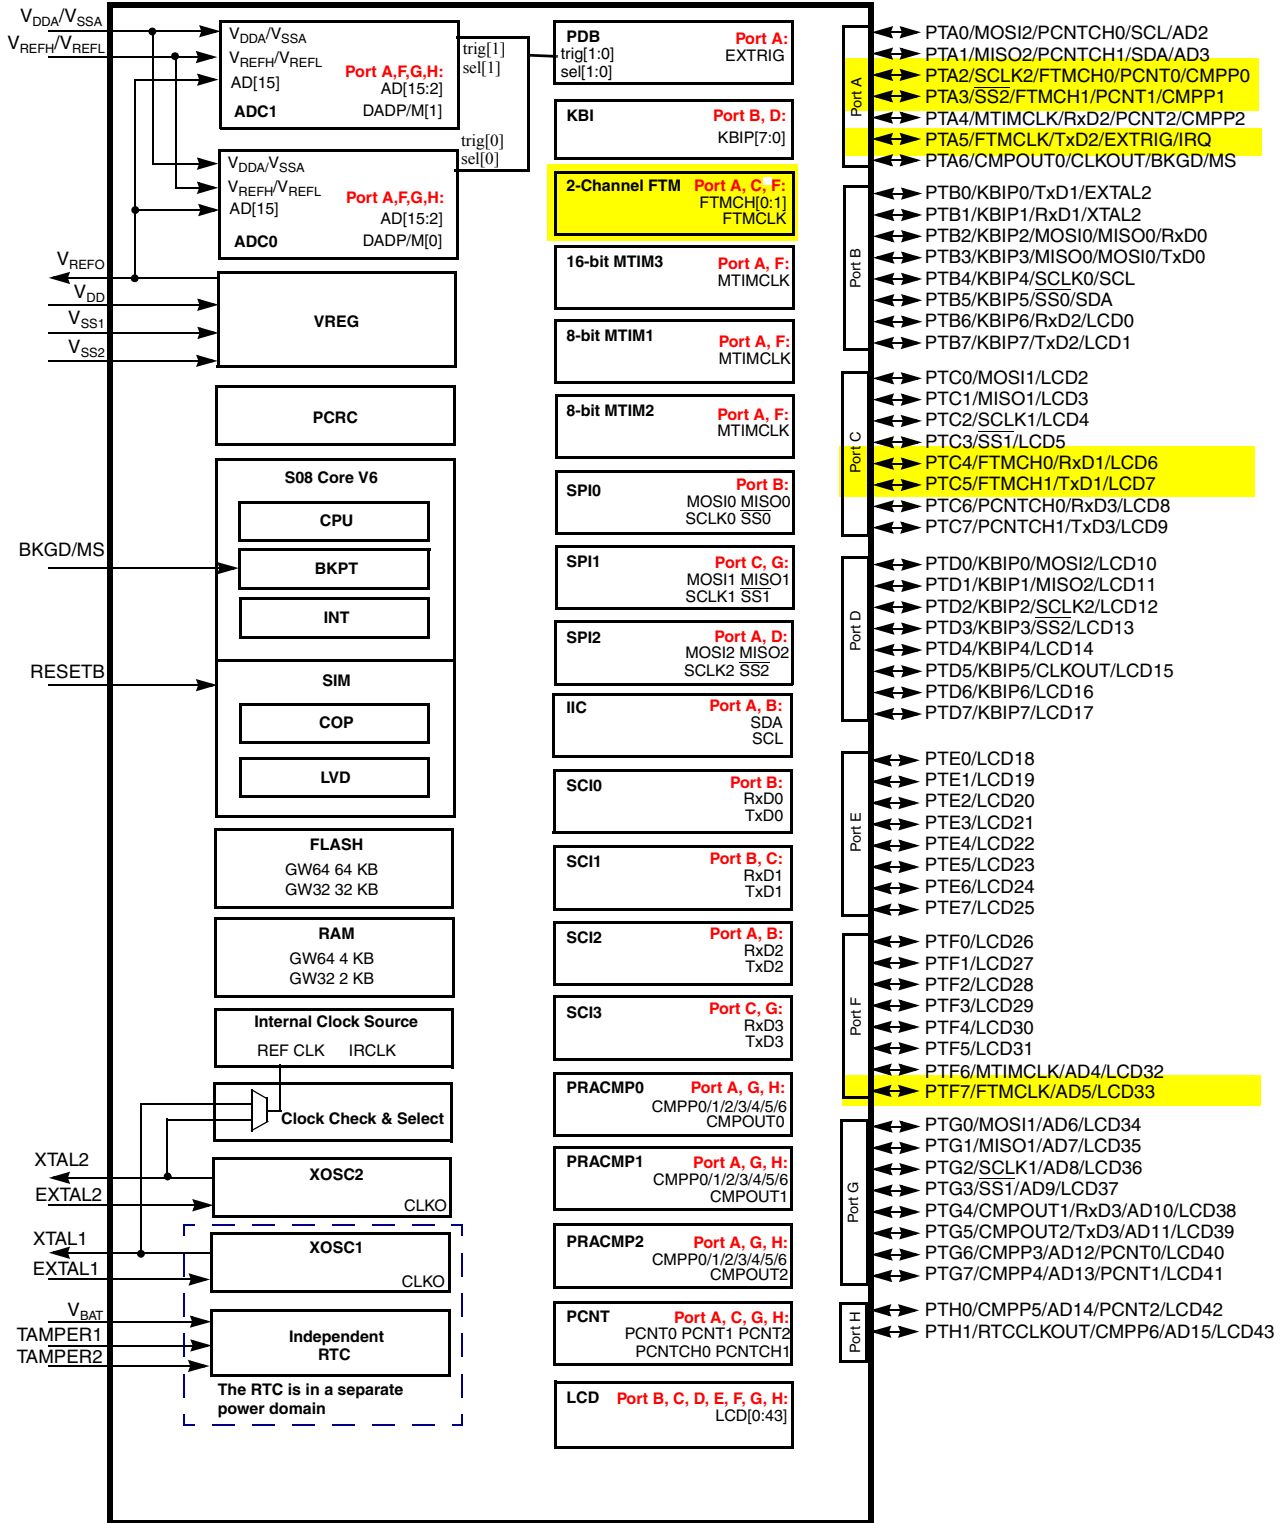 V_DDA/V_SSA
V_REFH/V_REFL
V_DDA/V_SSA
V_REFH/V_REFL
AD[15]
Port A,F,G,H:
AD[15:2]
ADC1
DADP/M[1]
trig[1]
sel[1]
trig[0]
sel[0]
V_DDA/V_SSA
V_REFH/V_REFL
AD[15]
Port A,F,G,H:
AD[15:2]
ADC0
DADP/M[0]
V_REFO
V_DD
V_SS1
V_SS2
VREG
PCRC
S08 Core V6
CPU
BKGD/MS
BKPT
INT
RESETB
SIM
COP
LVD
FLASH
GW64 64 KB
GW32 32 KB
RAM
GW64 4 KB
GW32 2 KB
Internal Clock Source
REF CLK IRCLK
Clock Check & Select
XTAL2
EXTAL2
XOSC2
CLKO
XTAL1
EXTAL1
XOSC1
CLKO
V_BAT
TAMPER1
TAMPER2
Independent
RTC
The RTC is in a separate
power domain
PDB
Port A:
trig[1:0]
EXTRIG
sel[1:0]
KBI
Port B, D:
KBIP[7:0]
2-Channel FTM Port A, C, F:
FTMCH[0:1]
FTMCLK
16-bit MTIM3
Port A, F:
MTIMCLK
8-bit MTIM1
Port A, F:
MTIMCLK
8-bit MTIM2
Port A, F:
MTIMCLK
SPI0
Port B:
MOSI0 MISO0
SCLK0 SS0
SPI1
Port C, G:
MOSI1 MISO1
SCLK1 SS1
SPI2
Port A, D:
MOSI2 MISO2
SCLK2 SS2
IIC
Port A, B:
SDA
SCL
SCI0
Port B:
RxD0
TxD0
SCI1
Port B, C:
RxD1
TxD1
SCI2
Port A, B:
RxD2
TxD2
SCI3
Port C, G:
RxD3
TxD3
PRACMP0
Port A, G, H:
CMPP0/1/2/3/4/5/6
CMPOUT0
PRACMP1
Port A, G, H:
CMPP0/1/2/3/4/5/6
CMPOUT1
PRACMP2
Port A, G, H:
CMPP0/1/2/3/4/5/6
CMPOUT2
PCNT
Port A, C, G, H:
PCNT0 PCNT1 PCNT2
PCNTCH0 PCNTCH1
LCD Port B, C, D, E, F, G, H:
LCD[0:43]
Port A
PTA0/MOSI2/PCNTCH0/SCL/AD2
PTA1/MISO2/PCNTCH1/SDA/AD3
PTA2/SCLK2/FTMCH0/PCNT0/CMPP0
PTA3/SS2/FTMCH1/PCNT1/CMPP1
PTA4/MTIMCLK/RxD2/PCNT2/CMPP2
PTA5/FTMCLK/TxD2/EXTRIG/IRQ
PTA6/CMPOUT0/CLKOUT/BKGD/MS
Port B
PTB0/KBIP0/TxD1/EXTAL2
PTB1/KBIP1/RxD1/XTAL2
PTB2/KBIP2/MOSI0/MISO0/RxD0
PTB3/KBIP3/MISO0/MOSI0/TxD0
PTB4/KBIP4/SCLK0/SCL
PTB5/KBIP5/SS0/SDA
PTB6/KBIP6/RxD2/LCD0
PTB7/KBIP7/TxD2/LCD1
Port C
PTC0/MOSI1/LCD2
PTC1/MISO1/LCD3
PTC2/SCLK1/LCD4
PTC3/SS1/LCD5
PTC4/FTMCH0/RxD1/LCD6
PTC5/FTMCH1/TxD1/LCD7
PTC6/PCNTCH0/RxD3/LCD8
PTC7/PCNTCH1/TxD3/LCD9
Port D
PTD0/KBIP0/MOSI2/LCD10
PTD1/KBIP1/MISO2/LCD11
PTD2/KBIP2/SCLK2/LCD12
PTD3/KBIP3/SS2/LCD13
PTD4/KBIP4/LCD14
PTD5/KBIP5/CLKOUT/LCD15
PTD6/KBIP6/LCD16
PTD7/KBIP7/LCD17
Port E
PTE0/LCD18
PTE1/LCD19
PTE2/LCD20
PTE3/LCD21
PTE4/LCD22
PTE5/LCD23
PTE6/LCD24
PTE7/LCD25
Port F
PTF0/LCD26
PTF1/LCD27
PTF2/LCD28
PTF3/LCD29
PTF4/LCD30
PTF5/LCD31
PTF6/MTIMCLK/AD4/LCD32
PTF7/FTMCLK/AD5/LCD33
Port G
PTG0/MOSI1/AD6/LCD34
PTG1/MISO1/AD7/LCD35
PTG2/SCLK1/AD8/LCD36
PTG3/SS1/AD9/LCD37
PTG4/CMPOUT1/RxD3/AD10/LCD38
PTG5/CMPOUT2/TxD3/AD11/LCD39
PTG6/CMPP3/AD12/PCNT0/LCD40
PTG7/CMPP4/AD13/PCNT1/LCD41
Port H
PTH0/CMPP5/AD14/PCNT2/LCD42
PTH1/RTCCLKOUT/CMPP6/AD15/LCD43